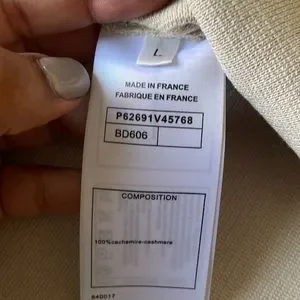 L
MADE IN FRANCE
FABRIQUE EN FRANCE
P62691V45768
BD606
COMPOSITION
100%cachemire-cashmere
840017